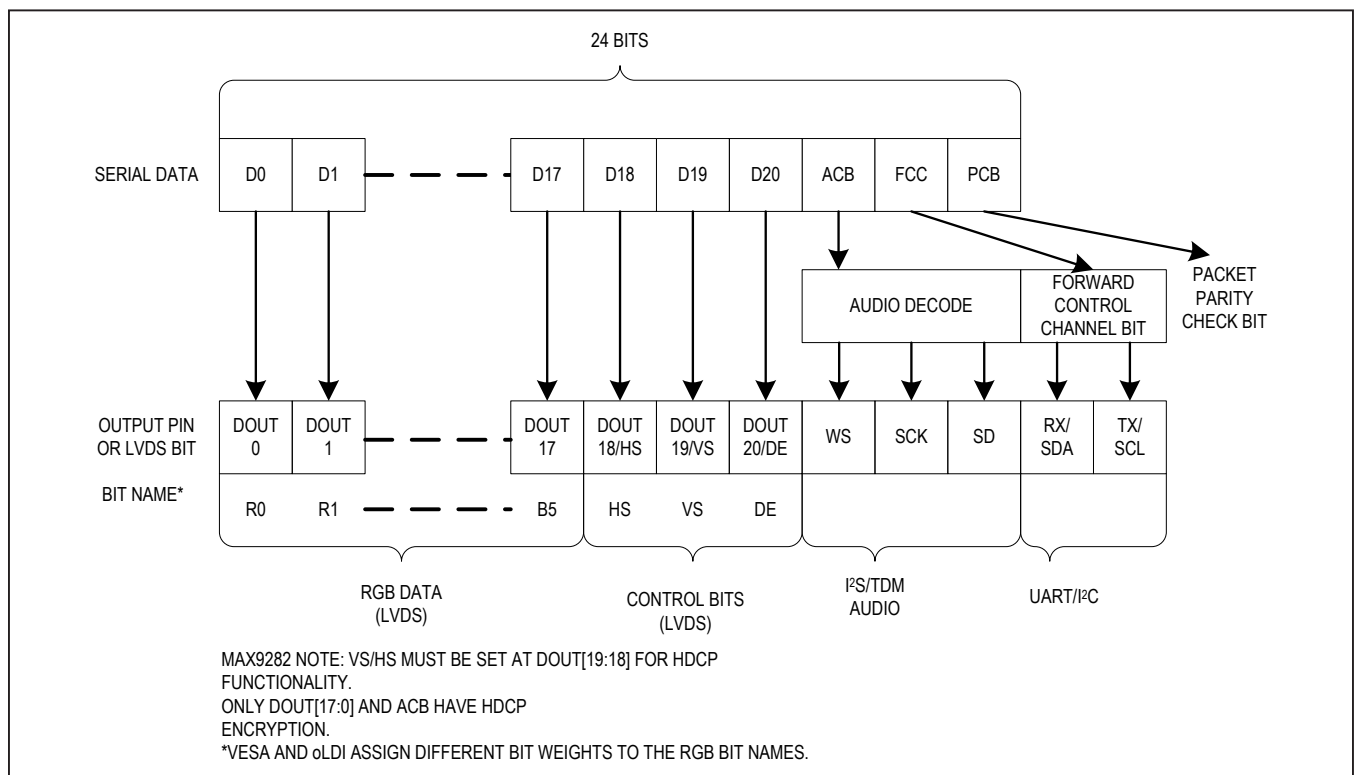 24 BITS
SERIAL DATA
D0 D1 D17 D18 D19 D20 ACB FCC PCB
AUDIO DECODE
FORWARD
CONTROL
CHANNEL BIT
PACKET
PARITY
CHECK BIT
OUTPUT PIN
OR LVDS BIT
DOUT
0
DOUT
1
DOUT
17
DOUT
18/HS
DOUT
19/VS
DOUT
20/DE
WS
SCK
SD
RX/
SDA
TX/
SCL
BIT NAME*
R0 R1 B5 HS VS DE
RGB DATA
(LVDS)
CONTROL BITS
(LVDS)
I²S/TDM
AUDIO
UART/I²C
MAX9282 NOTE: VS/HS MUST BE SET AT DOUT[19:18] FOR HDCP
FUNCTIONALITY.
ONLY DOUT[17:0] AND ACB HAVE HDCP
ENCRYPTION.
*VESA AND oLDI ASSIGN DIFFERENT BIT WEIGHTS TO THE RGB BIT NAMES.